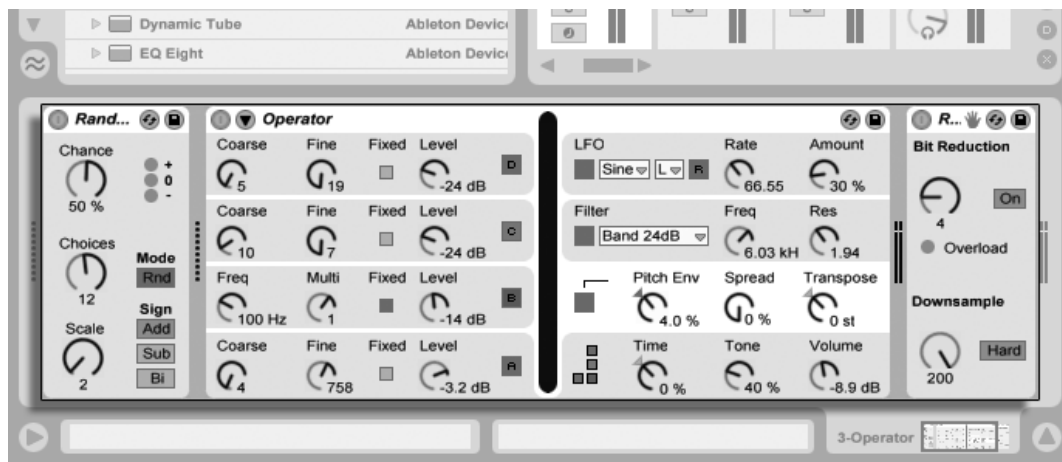 Dynamic Tube Ableton Device
EQ Eight Ableton Devic
Rand...
Chance
50 %
+
0
-
Choices
12
Mode
Rnd
Sign
Scale
2
Add
Sub
Bi
Operator
Coarse Fine Fixed Level
5 19 -24 dB D
Coarse Fine Fixed Level
10 7 -24 dB C
Freq Multi Fixed Level
100 Hz 1 -14 dB B
Coarse Fine Fixed Level
4 758 -3.2 dB A
LFO Rate Amount
Sine L R 66.55 30 %
Filter Freq Res
Band 24dB 6.03 kH 1.94
Pitch Env Spread Transpose
4.0 % 0 % 0 st
Time Tone Volume
0 % 40 % -8.9 dB
R...
Bit Reduction
4
On
Overload
Downsample
200
Hard
3-Operator
D
X